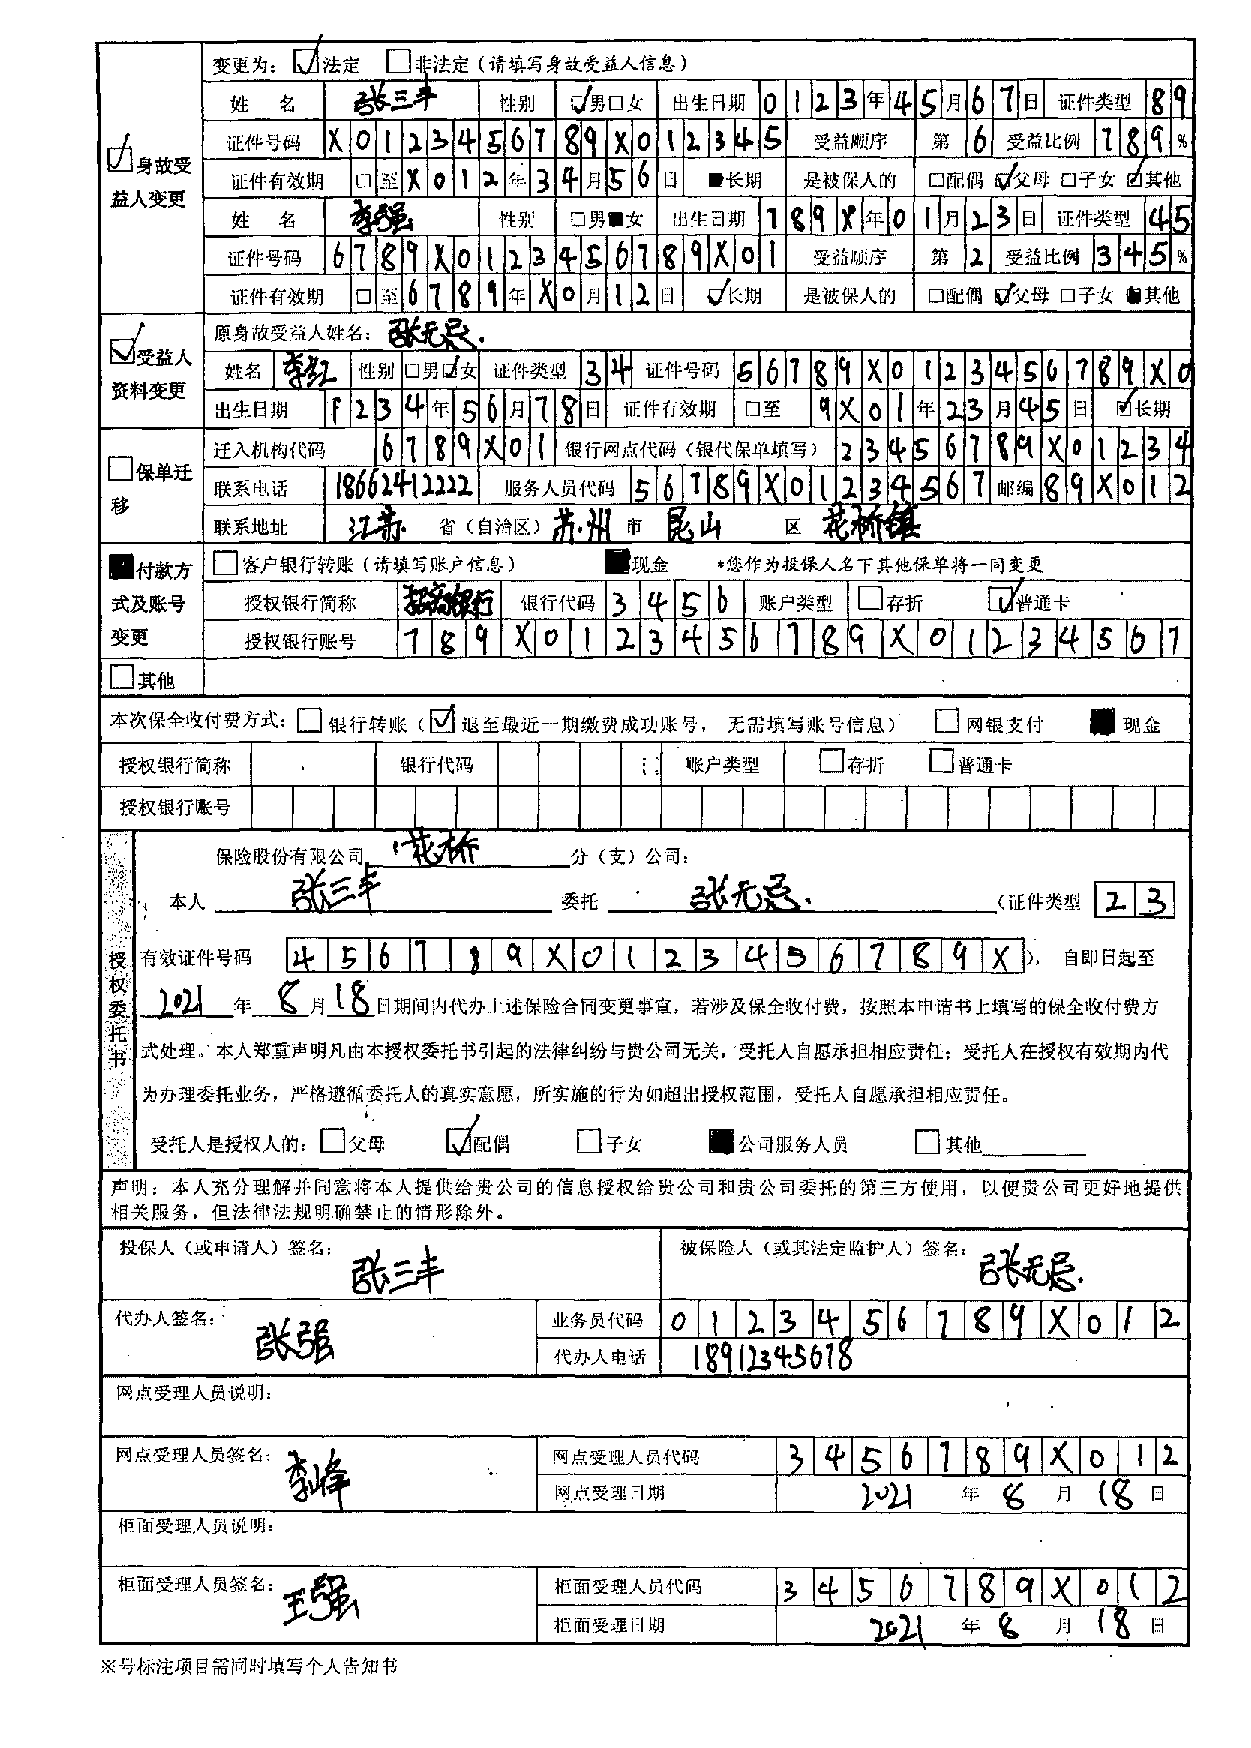 变更为：☑法定 □非法定（请填写身故受益人信息）
☑身故受益人变更
姓 名 张三丰 性别 ☑男□女 出生日期 0123年45月67日 证件类型 89
证件号码 X0123456789X012345 受益顺序 第6 受益比例 789%
证件有效期 □至X012年34月56日 ■长期 是被保人的 □配偶☑父母□子女☑其他
姓 名 李强 性别 □男■女 出生日期 789X年01月23日 证件类型 45
证件号码 6789X0123456789X01 受益顺序 第2 受益比例 345%
证件有效期 □至6789年X0月12日 ☑长期 是被保人的 □配偶☑父母□子女■其他
☑受益人资料变更
原身故受益人姓名：张无忌.
姓名 李红 性别□男☑女 证件类型 34 证件号码 56789X0123456789X0
出生日期 1234年56月78日 证件有效期 □至 9X01年23月45日 ☑长期
□保单迁移
迁入机构代码 6789X01 银行网点代码（银代保单填写）23456789X01234
联系电话 18662412222 服务人员代码 56789X01234567 邮编 89X012
联系地址 江苏 省（自治区）苏州 市 昆山 区 花桥镇
■付款方式及账号变更
□客户银行转账（请填写账户信息） ■现金 *您作为投保人名下其他保单将一同变更
授权银行简称 招商银行 银行代码 3456 账户类型 □存折 ☑普通卡
授权银行账号 789X0123456789X01234567
□其他
本次保全收付费方式：□银行转账（☑退至最近一期缴费成功账号，无需填写账号信息） □网银支付 ■现金
授权银行简称 银行代码 账户类型 □存折 □普通卡
授权银行账号
授权委托书
保险股份有限公司 花桥 分（支）公司：
本人 张三丰 委托 张无忌. （证件类型 23
有效证件号码 456789X0123456789X ），自即日起至
2021 年 8 月 18 日期间内代办上述保险合同变更事宜，若涉及保全收付费，按照本申请书上填写的保全收付费方
式处理。本人郑重声明凡由本授权委托书引起的法律纠纷与贵公司无关，受托人自愿承担相应责任；受托人在授权有效期内代
为办理委托业务，严格遵循委托人的真实意愿，所实施的行为如超出授权范围，受托人自愿承担相应责任。
受托人是授权人的：□父母 ☑配偶 □子女 ■公司服务人员 □其他
声明：本人充分理解并同意将本人提供给贵公司的信息授权给贵公司和贵公司委托的第三方使用，以便贵公司更好地提供
相关服务，但法律法规明确禁止的情形除外。
投保人（或申请人）签名：张三丰 被保险人（或其法定监护人）签名：张无忌.
代办人签名：张强 业务员代码 0123456789X012
代办人电话 18912345678
网点受理人员说明：
网点受理人员签名：李峰 网点受理人员代码 3456789X012
网点受理日期 2021 年 8 月 18 日
柜面受理人员说明：
柜面受理人员签名：王强 柜面受理人员代码 3456789X012
柜面受理日期 2021 年 8 月 18 日
※号标注项目需同时填写个人告知书